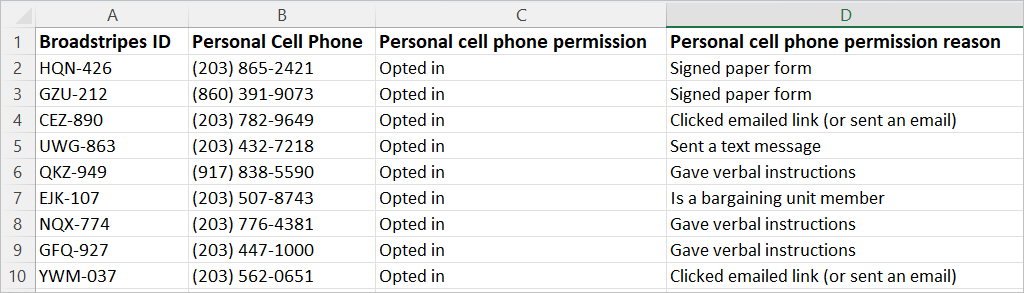 A B C D
1 Broadstripes ID Personal Cell Phone Personal cell phone permission Personal cell phone permission reason
2 HQN-426 (203) 865-2421 Opted in Signed paper form
3 GZU-212 (860) 391-9073 Opted in Signed paper form
4 CEZ-890 (203) 782-9649 Opted in Clicked emailed link (or sent an email)
5 UWG-863 (203) 432-7218 Opted in Sent a text message
6 QKZ-949 (917) 838-5590 Opted in Gave verbal instructions
7 EJK-107 (203) 507-8743 Opted in Is a bargaining unit member
8 NQX-774 (203) 776-4381 Opted in Gave verbal instructions
9 GFQ-927 (203) 447-1000 Opted in Gave verbal instructions
10 YWM-037 (203) 562-0651 Opted in Clicked emailed link (or sent an email)